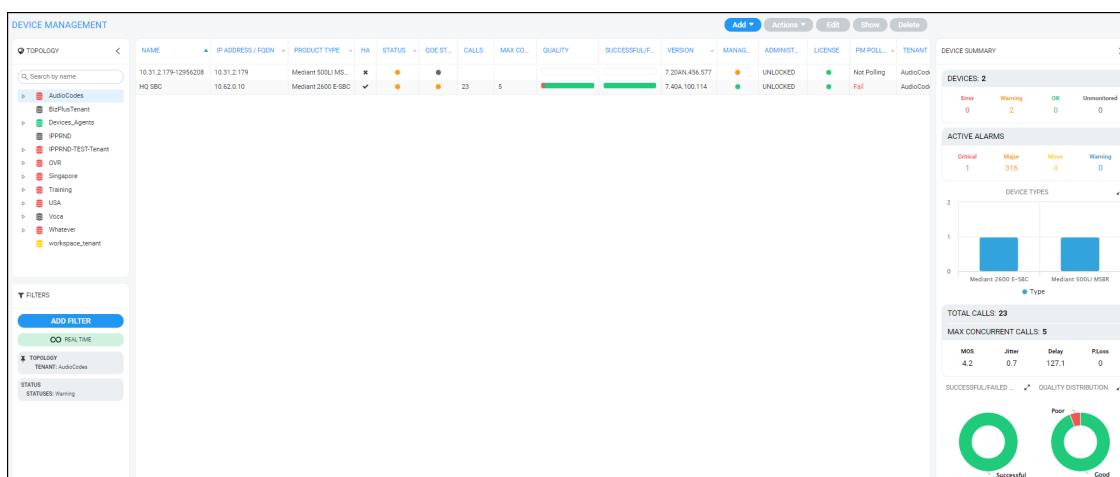 DEVICE MANAGEMENT
Add
Actions
Edit
Show
Delete
TOPOLOGY
Search by name
AudioCodes
BizPlusTenant
Devices_Agents
IPPRND
IPPRND-TEST-Tenant
OVR
Singapore
Training
USA
Voca
Whatever
workspace_tenant
FILTERS
ADD FILTER
REAL TIME
TOPOLOGY
TENANT: AudioCodes
STATUS
STATUSES: Warning
NAME IP ADDRESS / FQDN PRODUCT TYPE HA STATUS QOE ST... CALLS MAX CO... QUALITY SUCCESSFUL/F... VERSION MANAG... ADMINIST... LICENSE PM POLL... TENANT
10.31.2.179-12956208 10.31.2.179 Mediant 500LI MS... 7.20AN.456.577 UNLOCKED Not Polling AudioCod
HQ SBC 10.62.0.10 Mediant 2600 E-SBC 23 5 7.40A.100.114 UNLOCKED Fail AudioCod
DEVICE SUMMARY
DEVICES: 2
Error Warning OK Unmonitored
0 2 0 0
ACTIVE ALARMS
Critical Major Minor Warning
1 316 4 0
DEVICE TYPES
2
1
0
Mediant 2600 E-SBC Mediant 500LI MSBR
Type
TOTAL CALLS: 23
MAX CONCURRENT CALLS: 5
MOS Jitter Delay P.Loss
4.2 0.7 127.1 0
SUCCESSFUL/FAILED ... QUALITY DISTRIBUTION
Poor
Successful Good